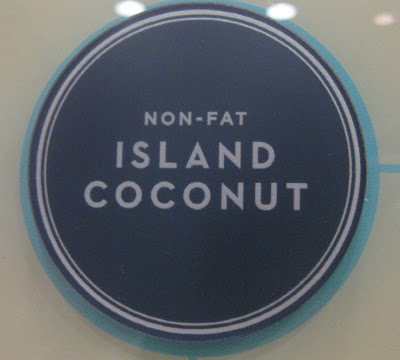 NON-FAT
ISLAND
COCONUT